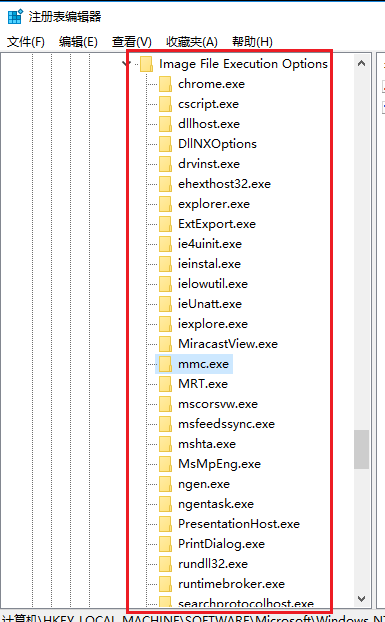 注册表编辑器
文件(F) 编辑(E) 查看(V) 收藏夹(A) 帮助(H)
Image File Execution Options
chrome.exe
cscript.exe
dllhost.exe
DllNXOptions
drvinst.exe
ehexthost32.exe
explorer.exe
ExtExport.exe
ie4uinit.exe
ieinstal.exe
ielowutil.exe
ieUnatt.exe
iexplore.exe
MiracastView.exe
mmc.exe
MRT.exe
mscorsvw.exe
msfeedssync.exe
mshta.exe
MsMpEng.exe
ngen.exe
ngentask.exe
PresentationHost.exe
PrintDialog.exe
rundll32.exe
runtimebroker.exe
searchprotocolhost.exe
计算机\HKEY_LOCAL_MACHINE\SOFTWARE\Microsoft\Windows N